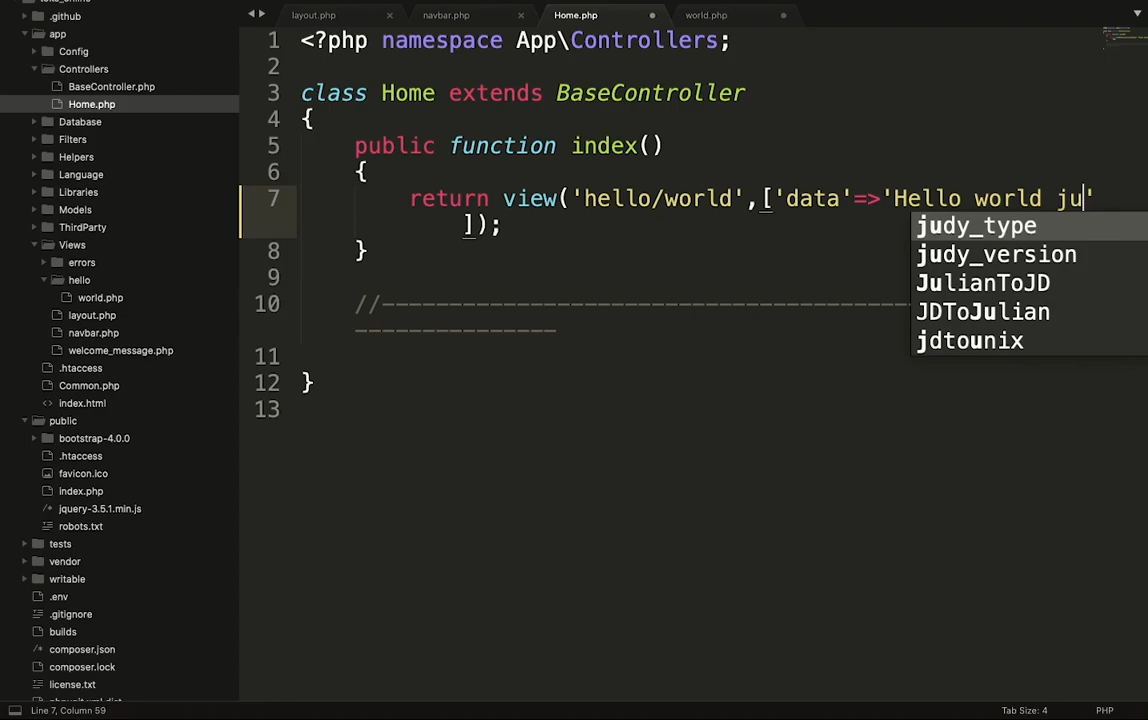 layout.php
navbar.php
Home.php
world.php
.github
app
Config
Controllers
BaseController.php
Home.php
Database
Filters
Helpers
Language
Libraries
Models
ThirdParty
Views
errors
hello
world.php
layout.php
navbar.php
welcome_message.php
.htaccess
Common.php
index.html
public
bootstrap-4.0.0
.htaccess
favicon.ico
index.php
jquery-3.5.1.min.js
robots.txt
tests
vendor
writable
.env
.gitignore
builds
composer.json
composer.lock
license.txt
1 <?php namespace App\Controllers;
2
3 class Home extends BaseController
4 {
5 public function index()
6 {
7 return view('hello/world',['data'=>'Hello world ju'
]);
8 }
9
10 //---------------------------------------
---------------
11
12 }
13
judy_type
judy_version
JulianToJD
JDToJulian
jdtounix
Line 7, Column 59
Tab Size: 4
PHP